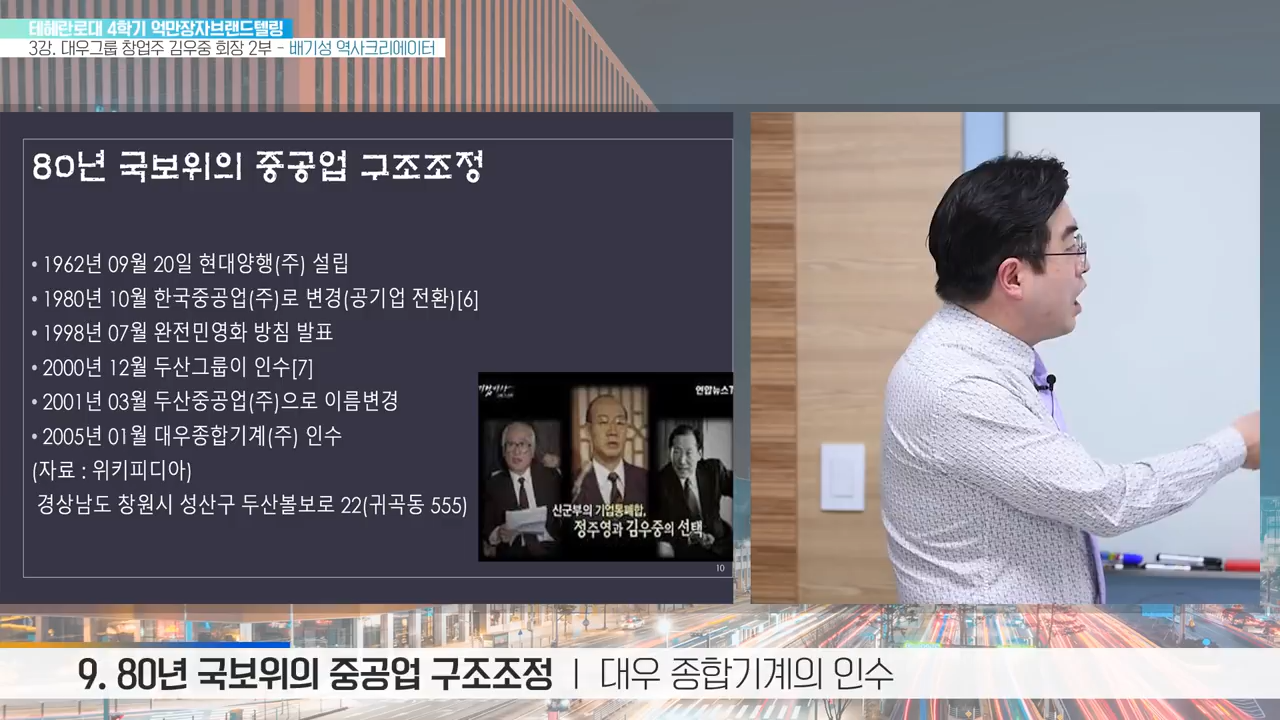 테헤란로대 4학기 억만장자브랜드텔링
3강. 대우그룹 창업주 김우중 회장 2부 - 배기성 역사크리에이터
80년 국보위의 중공업 구조조정
• 1962년 09월 20일 현대양행(주) 설립
• 1980년 10월 한국중공업(주)로 변경(공기업 전환)[6]
• 1998년 07월 완전민영화 방침 발표
• 2000년 12월 두산그룹이 인수[7]
• 2001년 03월 두산중공업(주)으로 이름변경
• 2005년 01월 대우종합기계(주) 인수
(자료 : 위키피디아)
경상남도 창원시 성산구 두산볼보로 22(귀곡동 555)
연합뉴스T
신군부의 기업통폐합,
정주영과 김우중의 선택
10
9. 80년 국보위의 중공업 구조조정 | 대우 종합기계의 인수